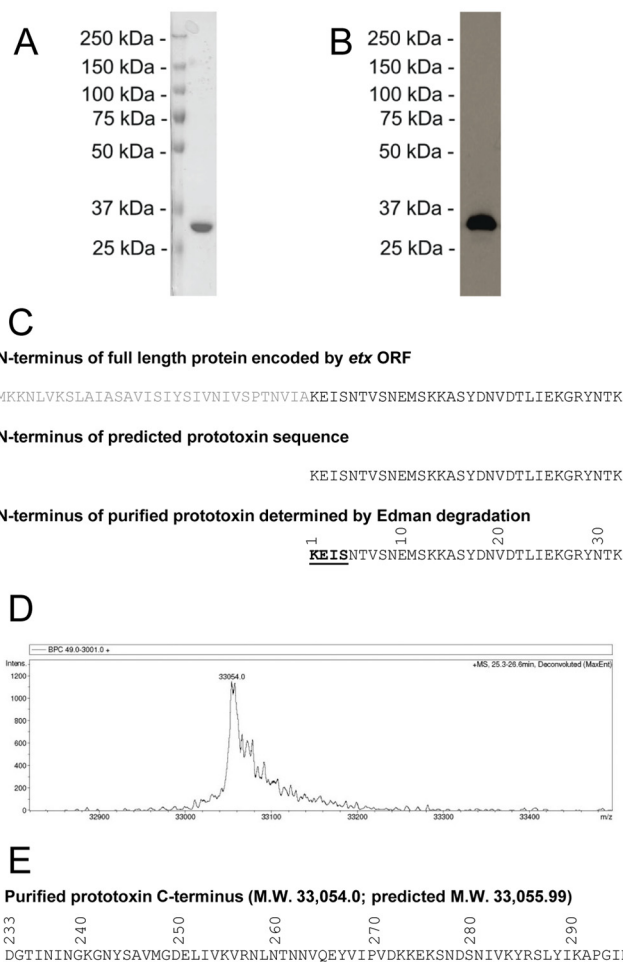 A
250 kDa -
150 kDa -
100 kDa -
75 kDa -
50 kDa -
37 kDa -
25 kDa -
B
250 kDa -
150 kDa -
100 kDa -
75 kDa -
50 kDa -
37 kDa -
25 kDa -
C
N-terminus of full length protein encoded by etx ORF
MKKNLVKSLAIASAVISIYSIVNIVSPTNVIAKEISNTVSNEMSKKASYDNVDTLIEKGRYNTK
N-terminus of predicted prototoxin sequence
KEISNTVSNEMSKKASYDNVDTLIEKGRYNTK
N-terminus of purified prototoxin determined by Edman degradation
1 10 20 30
KEISNTVSNEMSKKASYDNVDTLIEKGRYNTK
D
BPC 49.0-3001.0 +
Intens.
+MS, 25.3-26.6min, Deconvoluted (MaxEnt)
33054.0
1200
1000
800
600
400
200
0
32900 33000 33100 33200 33300 33400 m/z
E
Purified prototoxin C-terminus (M.W. 33,054.0; predicted M.W. 33,055.99)
233 240 250 260 270 280 290
DGTININGKGNYSAVMGDELIVKVRNLNTNNVQEYVIPVDKKEKSNDSNIVKYRSLYIKAPGI